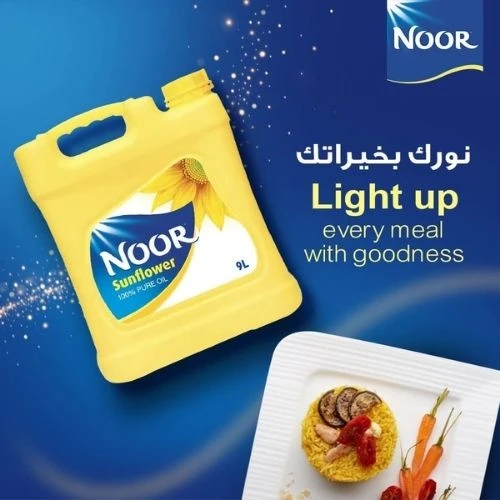 NOOR
نورك بخيراتك
Light up
every meal
with goodness
NOOR
Sunflower
100% PURE OIL
9L